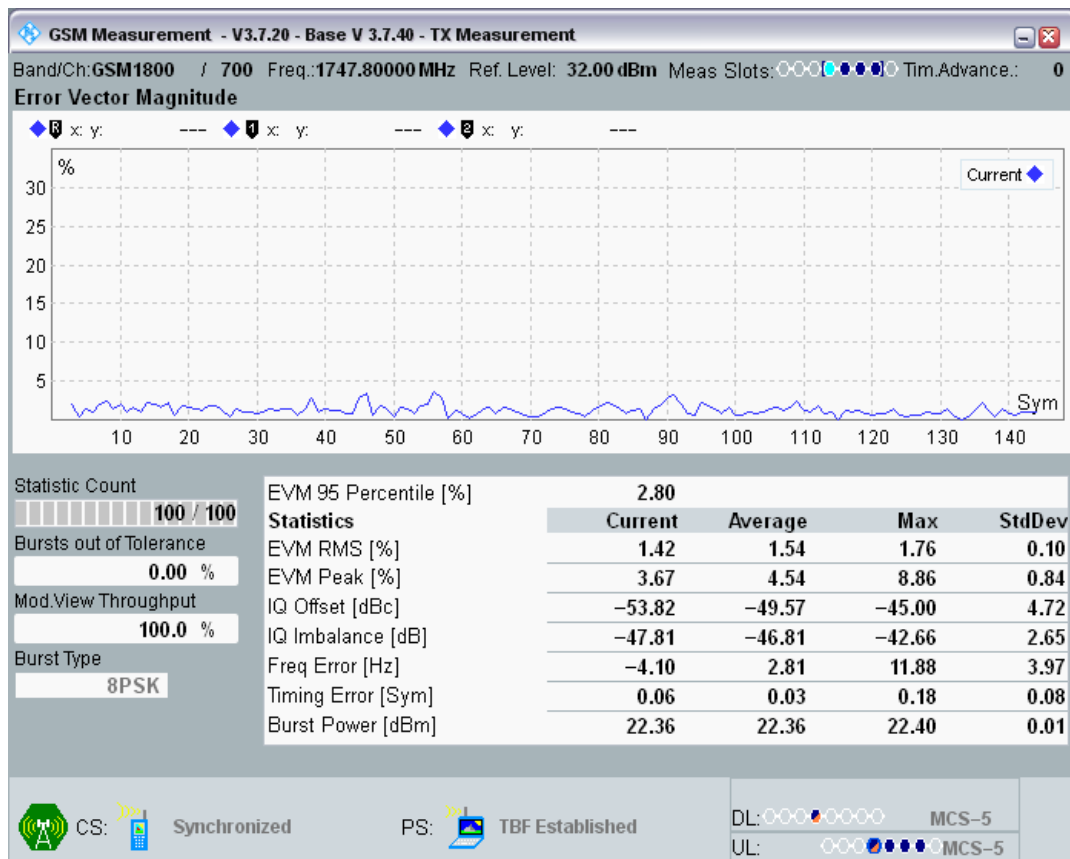 GSM Measurement - V3.7.20 - Base V 3.7.40 - TX Measurement
Band/Ch:GSM1800 / 700 Freq.:1747.80000 MHz Ref. Level: 32.00 dBm Meas Slots: Tim.Advance.: 0
Error Vector Magnitude
R x: y: --- 1 x: y: --- 2 x: y: ---
%
Current
30
25
20
15
10
5
Sym
10 20 30 40 50 60 70 80 90 100 110 120 130 140
Statistic Count
100 / 100
Bursts out of Tolerance
0.00 %
Mod.View Throughput
100.0 %
Burst Type
8PSK
EVM 95 Percentile [%] 2.80
Statistics Current Average Max StdDev
EVM RMS [%] 1.42 1.54 1.76 0.10
EVM Peak [%] 3.67 4.54 8.86 0.84
IQ Offset [dBc] −53.82 −49.57 −45.00 4.72
IQ Imbalance [dB] −47.81 −46.81 −42.66 2.65
Freq Error [Hz] −4.10 2.81 11.88 3.97
Timing Error [Sym] 0.06 0.03 0.18 0.08
Burst Power [dBm] 22.36 22.36 22.40 0.01
CS: Synchronized PS: TBF Established
DL: MCS−5
UL: MCS−5